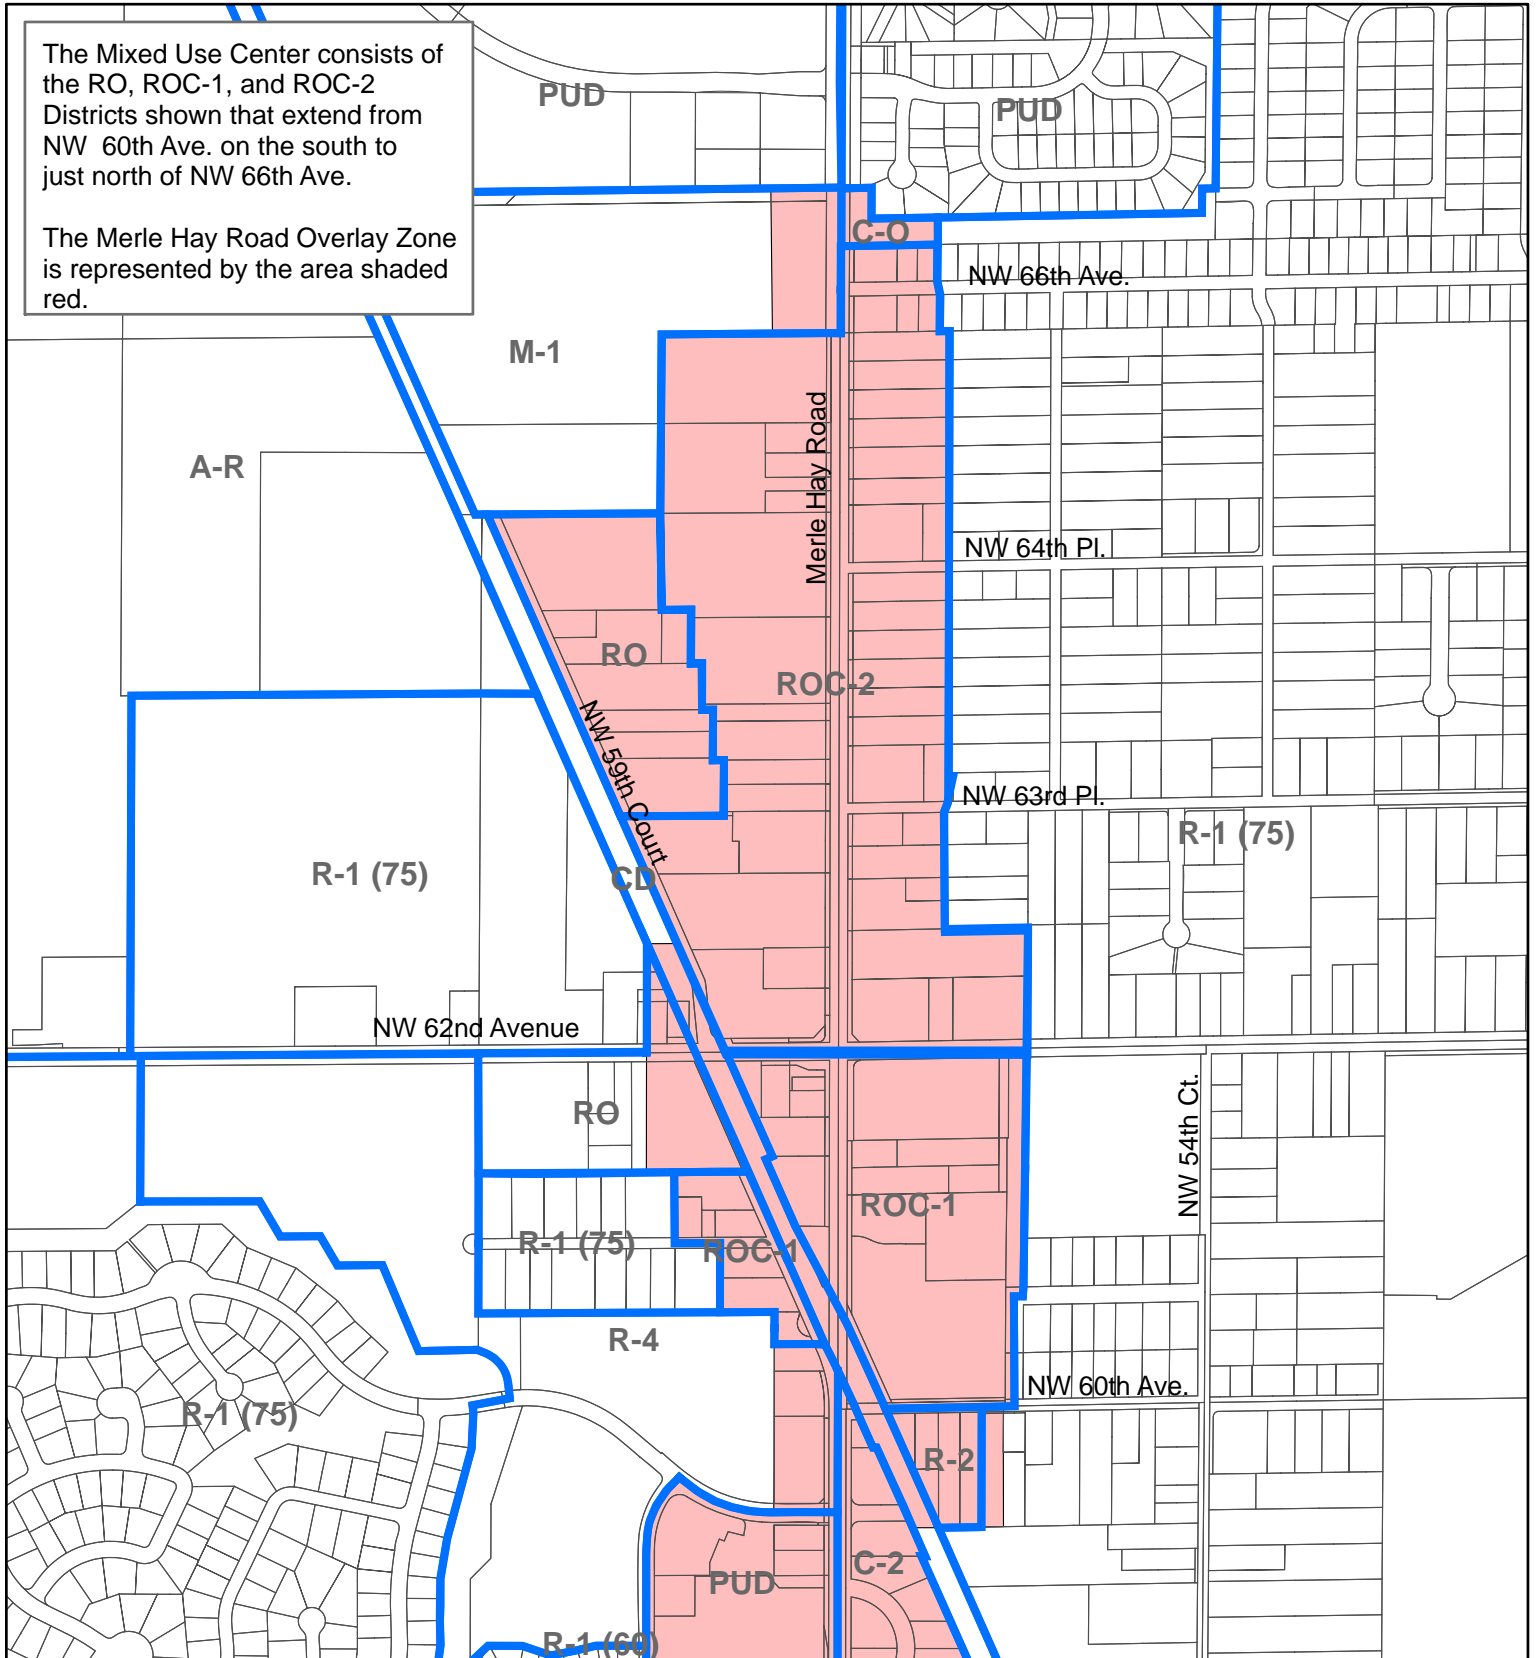 The Mixed Use Center consists of
the RO, ROC-1, and ROC-2
Districts shown that extend from
NW 60th Ave. on the south to
just north of NW 66th Ave.
The Merle Hay Road Overlay Zone
is represented by the area shaded
red.
PUD
PUD
C-O
NW 66th Ave.
M-1
A-R
Merle Hay Road
NW 64th Pl.
RO
ROC-2
NW 59th Court
NW 63rd Pl.
R-1 (75)
R-1 (75)
CD
NW 62nd Avenue
RO
NW 54th Ct.
ROC-1
R-1 (75)
ROC-1
R-4
NW 60th Ave.
R-1 (75)
R-2
C-2
PUD
R-1 (60)